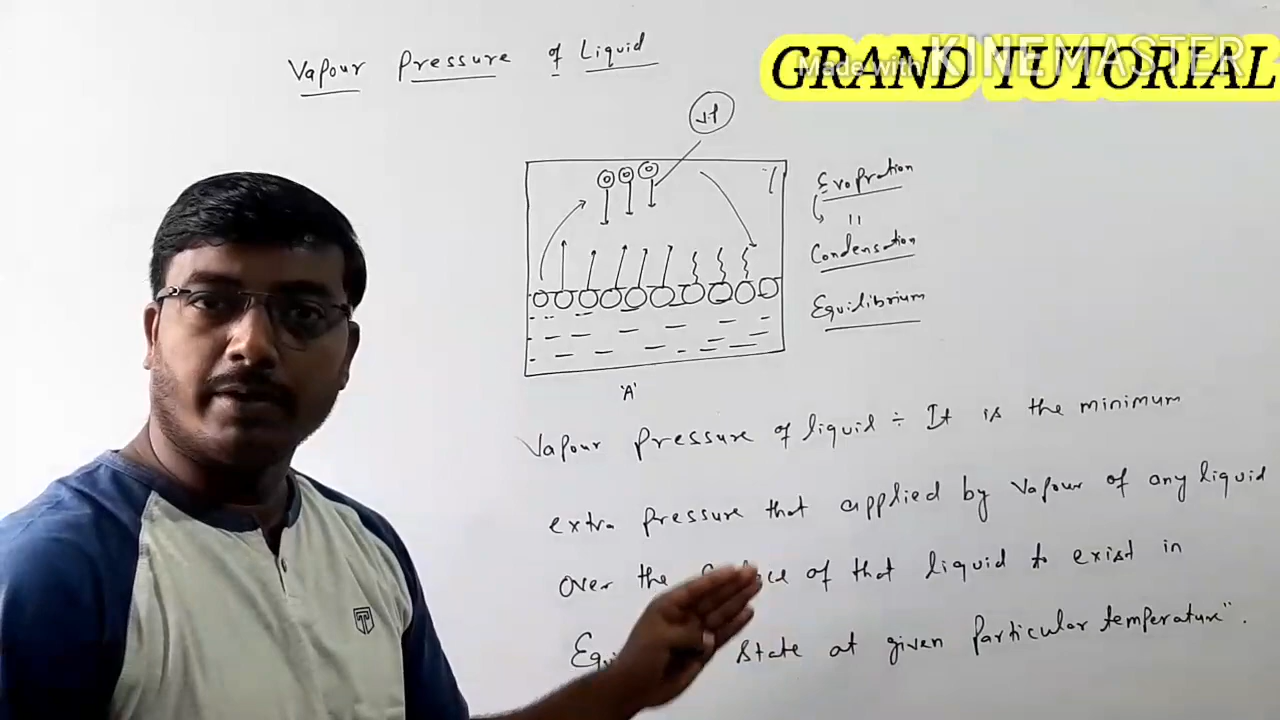 Vapour Pressure of Liquid
GRAND TUTORIAL
Made with KINEMASTER
Evopration
=
Condensation
Equilibrium
'A'
Vapour Pressure of liquid ÷ It is the minimum
extra pressure that applied by Vapour of any liquid
over the of that liquid to exist in
State at given Particular temperature".